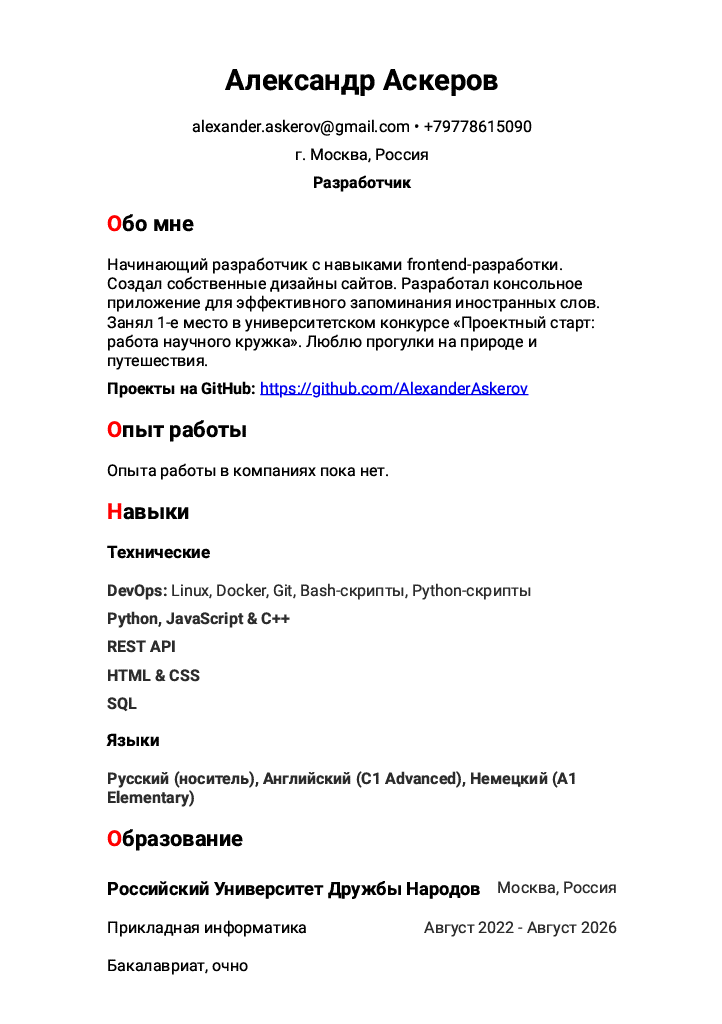 Александр Аскеров
alexander.askerov@gmail.com • +79778615090
г. Москва, Россия
Разработчик
Обо мне
Начинающий разработчик с навыками frontend-разработки.
Создал собственные дизайны сайтов. Разработал консольное
приложение для эффективного запоминания иностранных слов.
Занял 1-е место в университетском конкурсе «Проектный старт:
работа научного кружка». Люблю прогулки на природе и
путешествия.
Проекты на GitHub: https://github.com/AlexanderAskerov
Опыт работы
Опыта работы в компаниях пока нет.
Навыки
Технические
DevOps: Linux, Docker, Git, Bash-скрипты, Python-скрипты
Python, JavaScript & C++
REST API
HTML & CSS
SQL
Языки
Русский (носитель), Английский (C1 Advanced), Немецкий (A1
Elementary)
Образование
Российский Университет Дружбы Народов Москва, Россия
Прикладная информатика Август 2022 - Август 2026
Бакалавриат, очно